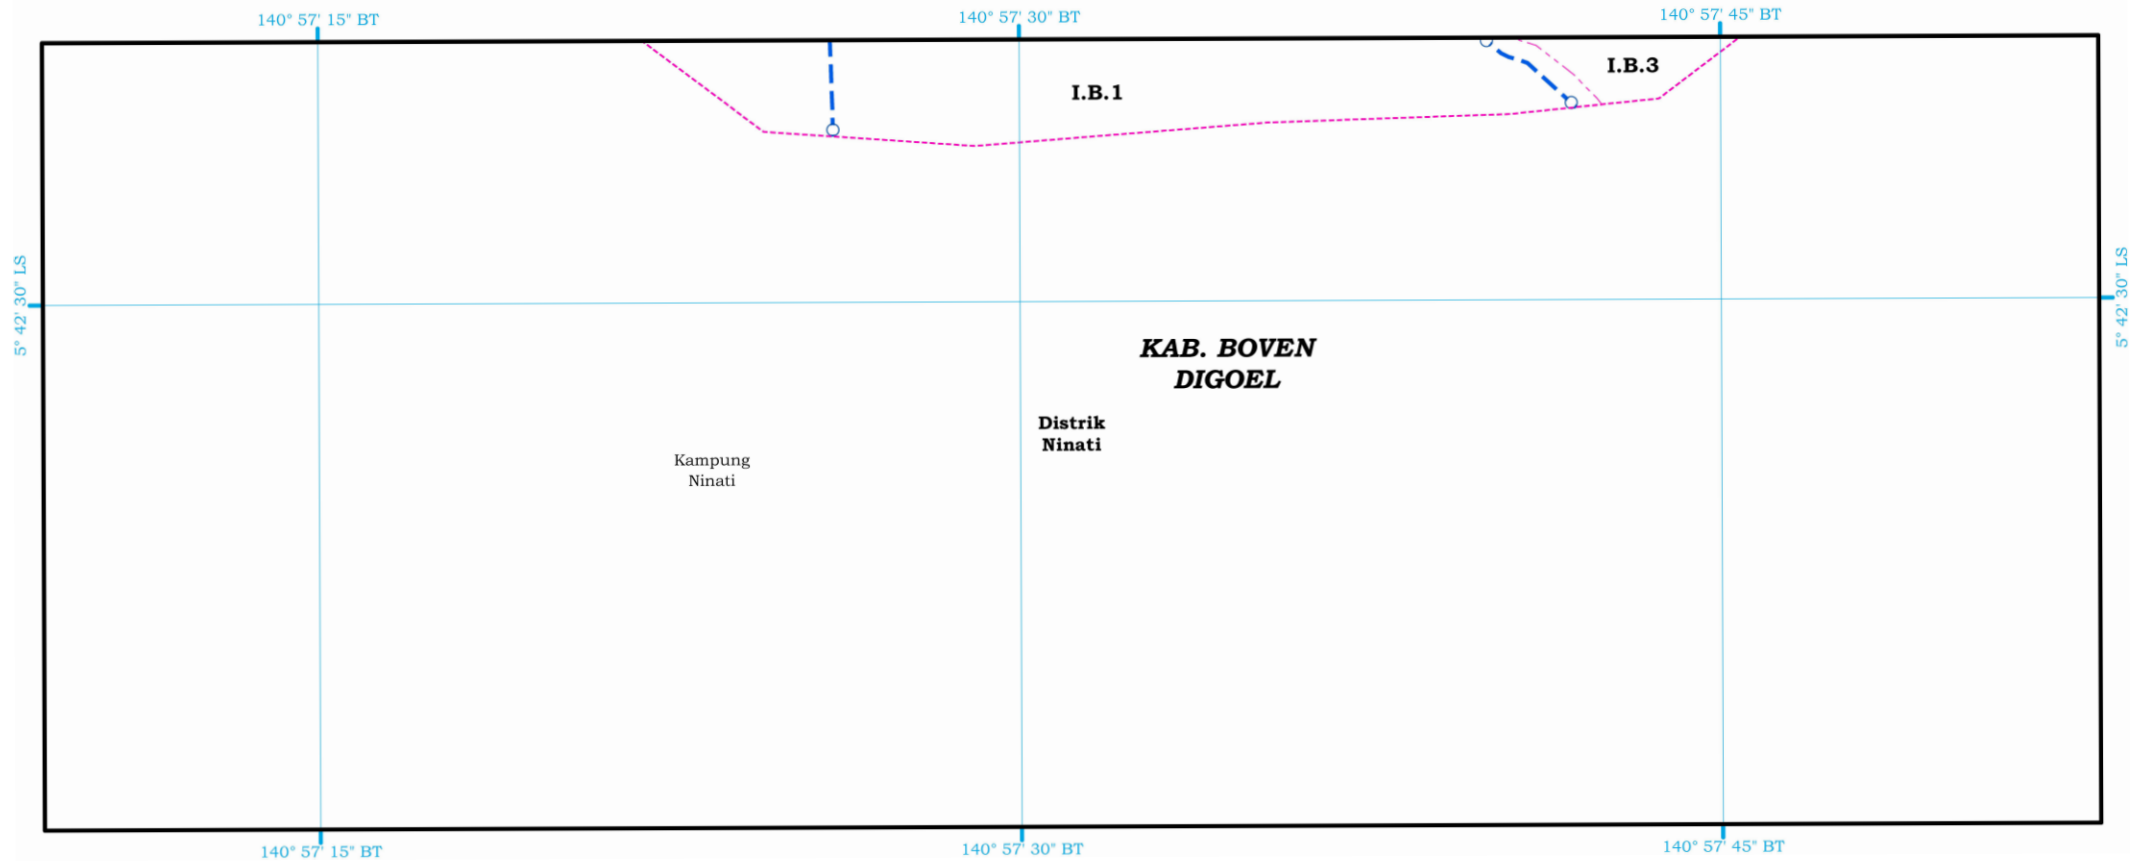 140° 57' 15" BT
140° 57' 30" BT
140° 57' 45" BT
I.B.3
I.B.1
5° 42' 30" LS
5° 42' 30" LS
KAB. BOVEN
DIGOEL
Distrik
Ninati
Kampung
Ninati
140° 57' 15" BT
140° 57' 30" BT
140° 57' 45" BT